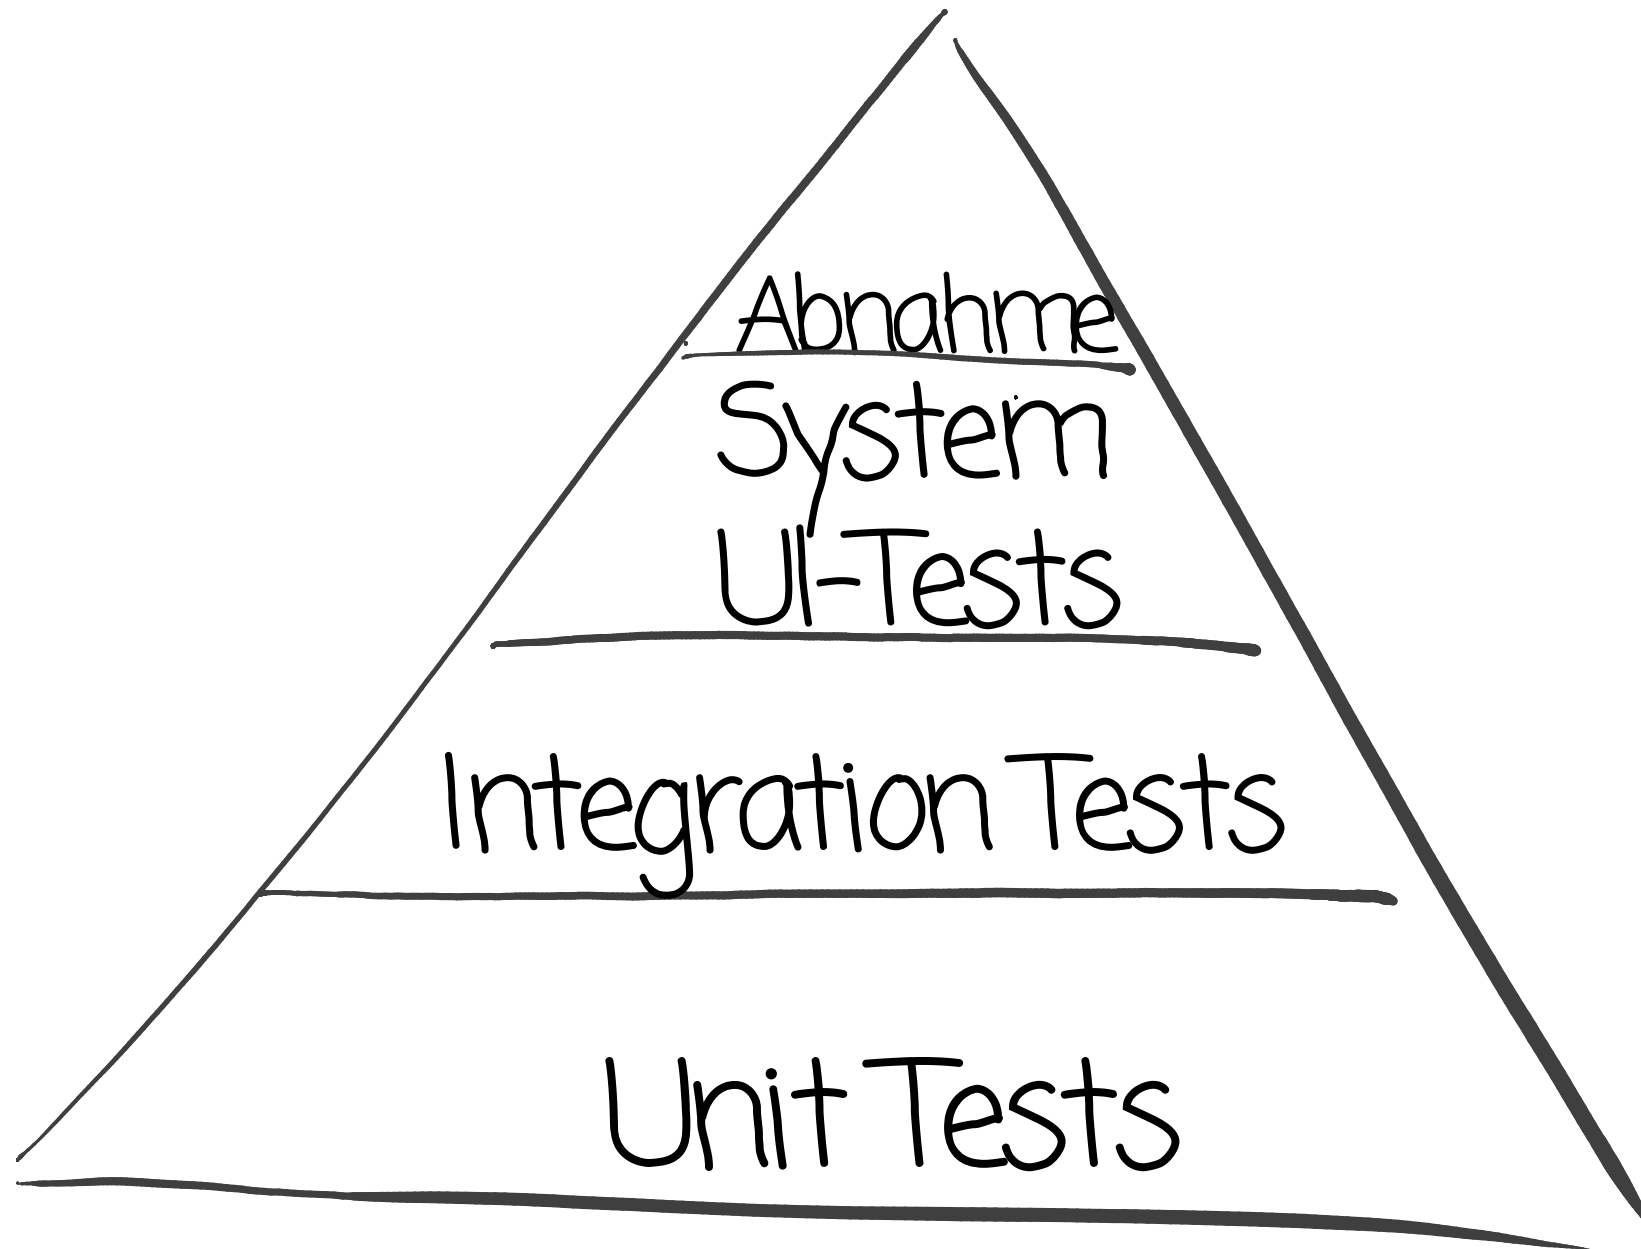 Abnahme
System
UI-Tests
Integration Tests
Unit Tests